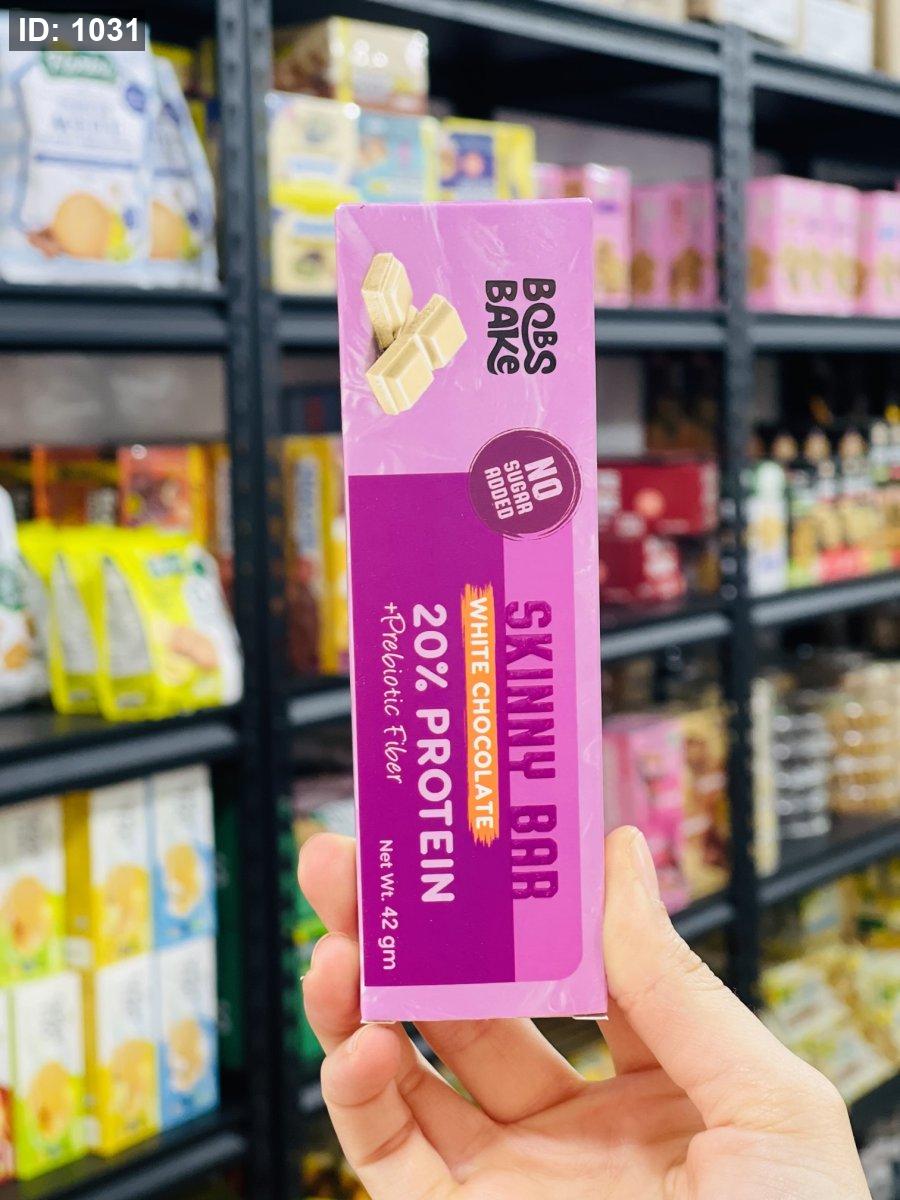 ID: 1031
BOBS
BAKE
NO
SUGAR
ADDED
SKINNY BAR
WHITE CHOCOLATE
20% PROTEIN
+Prebiotic Fiber
Net Wt. 42 gm